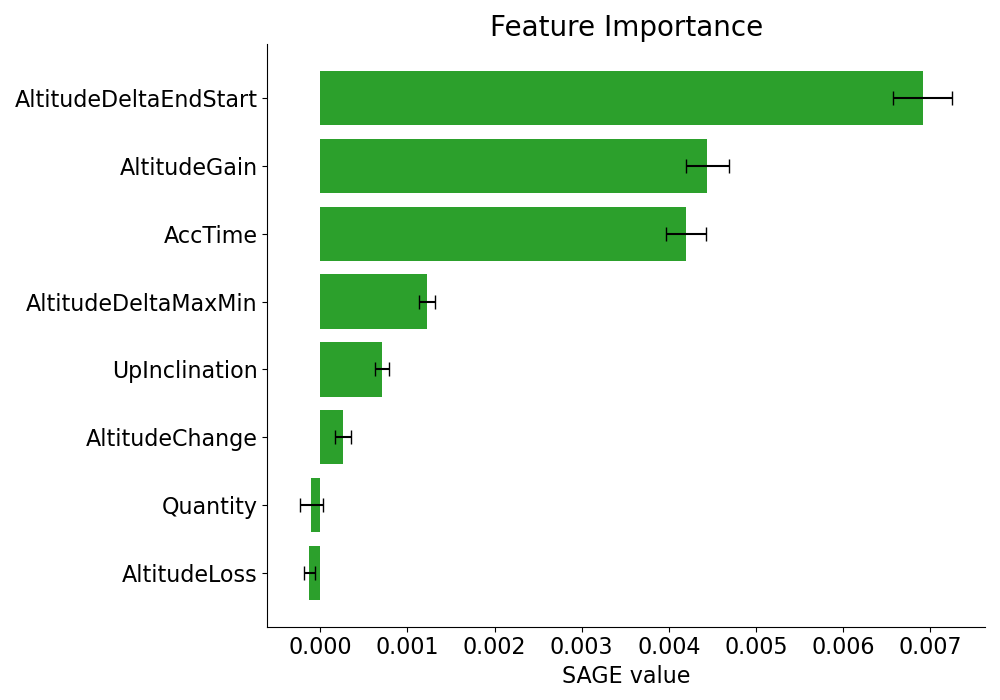 Feature Importance
AltitudeDeltaEndStart
AltitudeGain
AccTime
AltitudeDeltaMaxMin
UpInclination
AltitudeChange
Quantity
AltitudeLoss
0.000 0.001 0.002 0.003 0.004 0.005 0.006 0.007
SAGE value